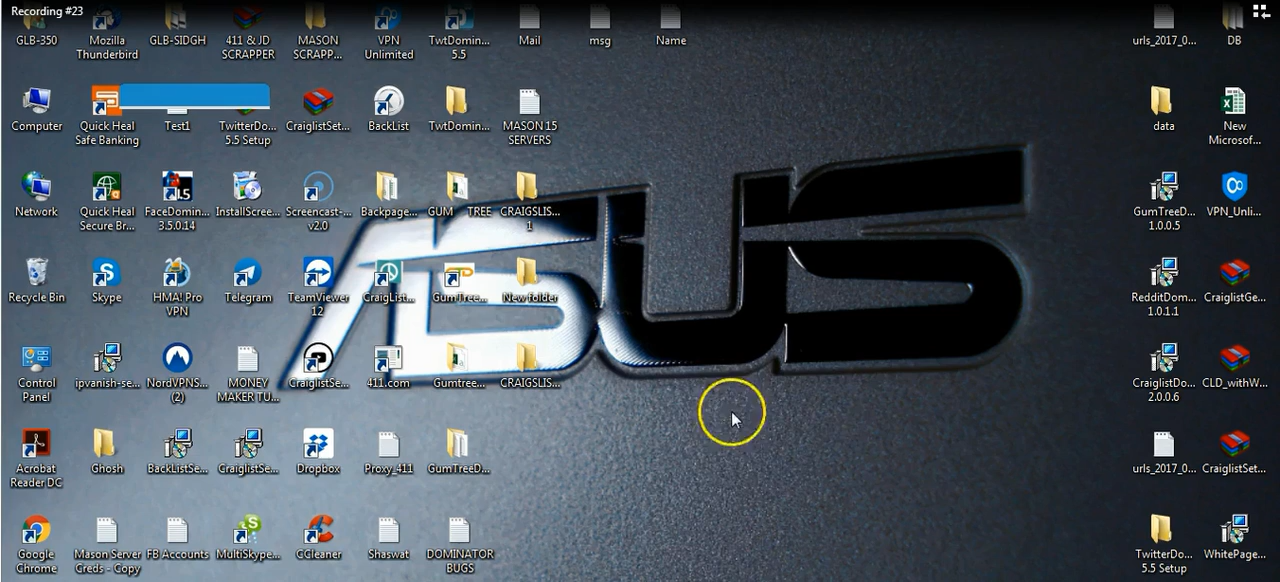 Recording #23
GLB-350
Mozilla
Thunderbird
GLB-SIDGH
411 & JD
SCRAPPER
MASON
SCRAPP...
VPN
Unlimited
TwtDomin...
5.5
Mail
msg
Name
urls_2017_0...
DB
Computer
Quick Heal
Safe Banking
Test1
TwitterDo...
5.5 Setup
CraiglistSet...
BackList
TwtDomin...
MASON 15
SERVERS
data
New
Microsof...
Network
Quick Heal
Secure Br...
FaceDomin...
3.5.0.14
InstallScree...
Screencast-...
v2.0
Backpage...
GUM TREE
CRAIGSLIS...
1
GumTreeD...
1.0.0.5
VPN_Unli...
ASUS
Recycle Bin
Skype
HMA! Pro
VPN
Telegram
TeamViewer
12
CraigList...
GumTree...
New folder
RedditDom...
1.0.1.1
CraiglistGe...
Control
Panel
ipvanish-se...
NordVPNS...
(2)
MONEY
MAKER TU...
CraiglistSe...
411.com
Gumtree...
CRAIGSLIS...
CraiglistDo...
2.0.0.6
CLD_withW...
Acrobat
Reader DC
Ghosh
BackListSe...
CraiglistSe...
Dropbox
Proxy_411
GumTreeD...
urls_2017_0...
CraiglistSet...
Google
Chrome
Mason Server
Creds - Copy
FB Accounts
MultiSkype...
CCleaner
Shaswat
DOMINATOR
BUGS
TwitterDo...
5.5 Setup
WhitePage...